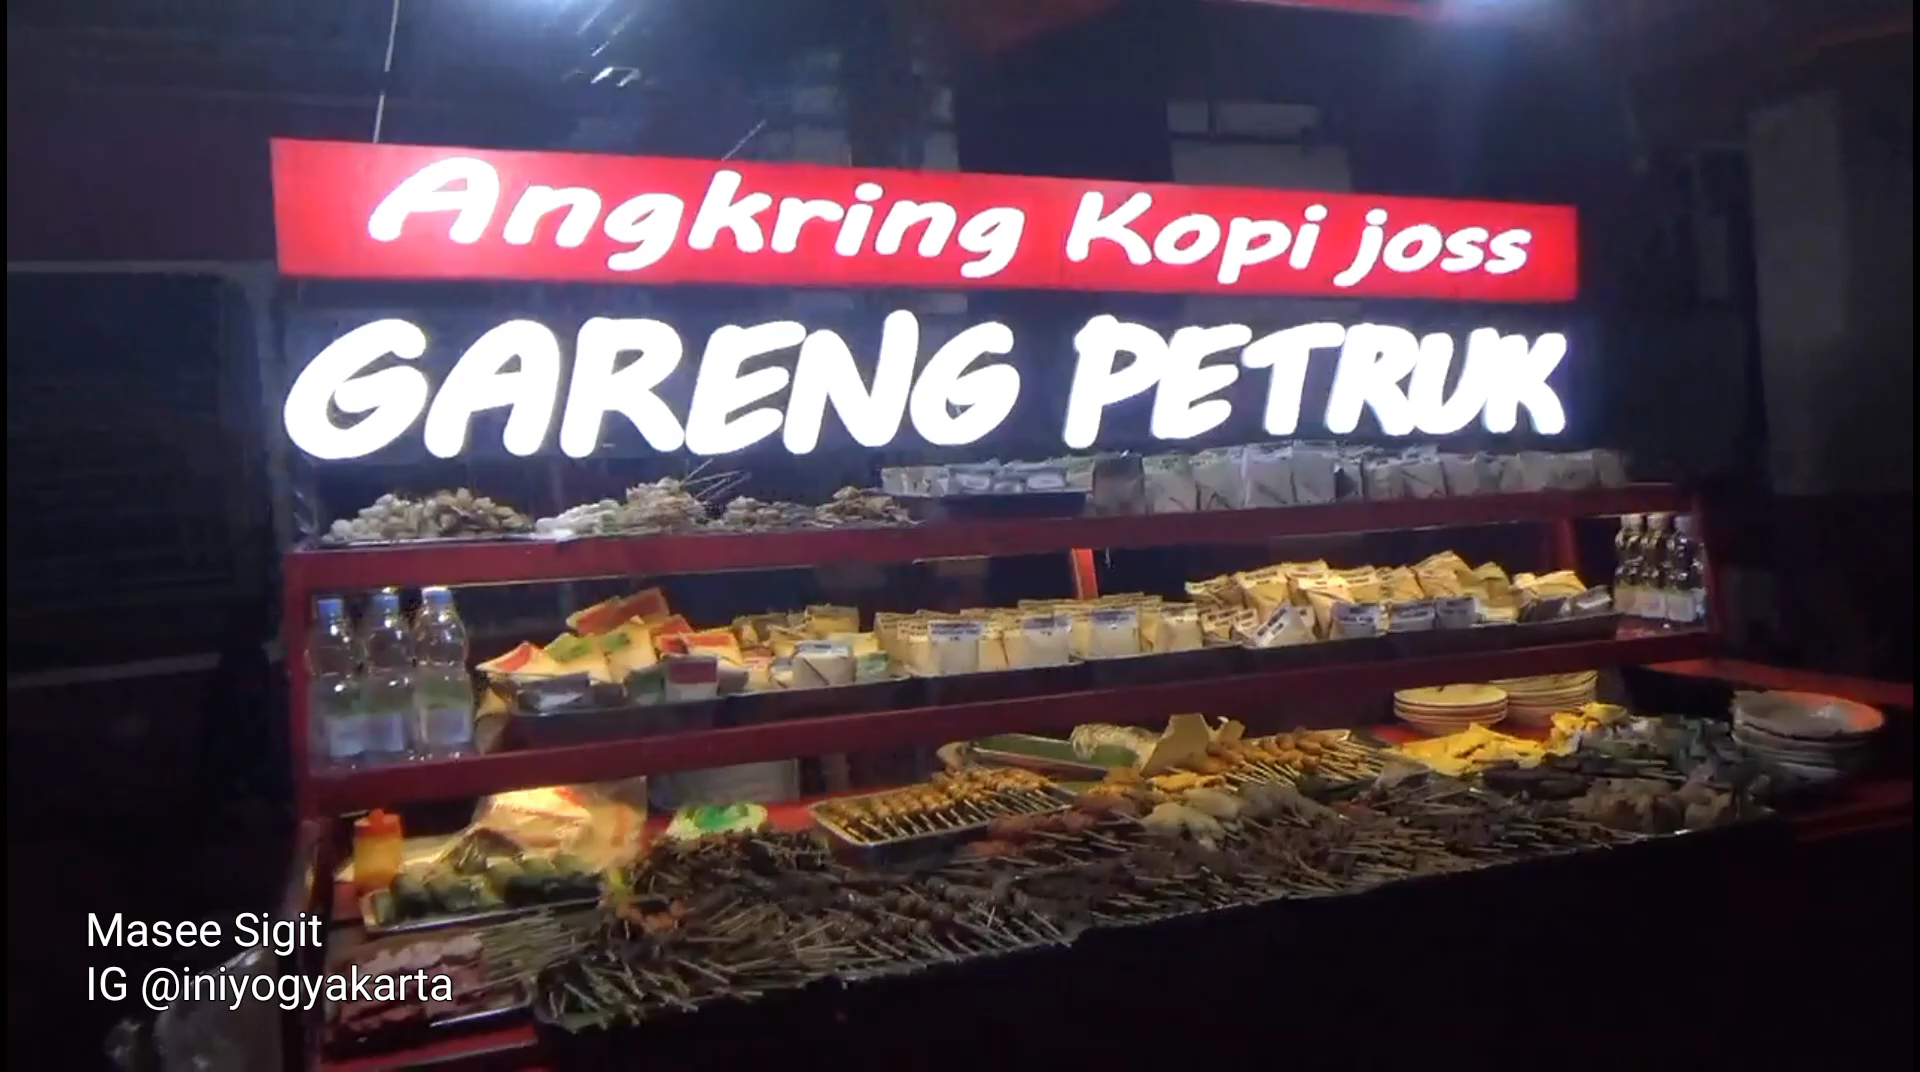 Angkring Kopi joss
GARENG PETRUK
Masee Sigit
IG @iniyogyakarta